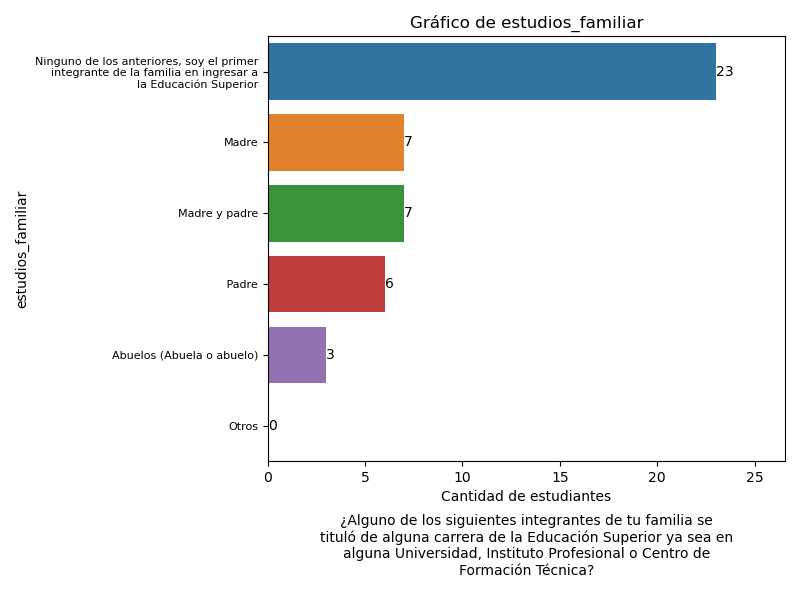 Gráfico de estudios_familiar
Ninguno de los anteriores, soy el primer
integrante de la familia en ingresar a
la Educación Superior
23
Madre
7
Madre y padre
7
Padre
6
Abuelos (Abuela o abuelo)
3
Otros
0
estudios_familiar
0 5 10 15 20 25
Cantidad de estudiantes
¿Alguno de los siguientes integrantes de tu familia se
tituló de alguna carrera de la Educación Superior ya sea en
alguna Universidad, Instituto Profesional o Centro de
Formación Técnica?